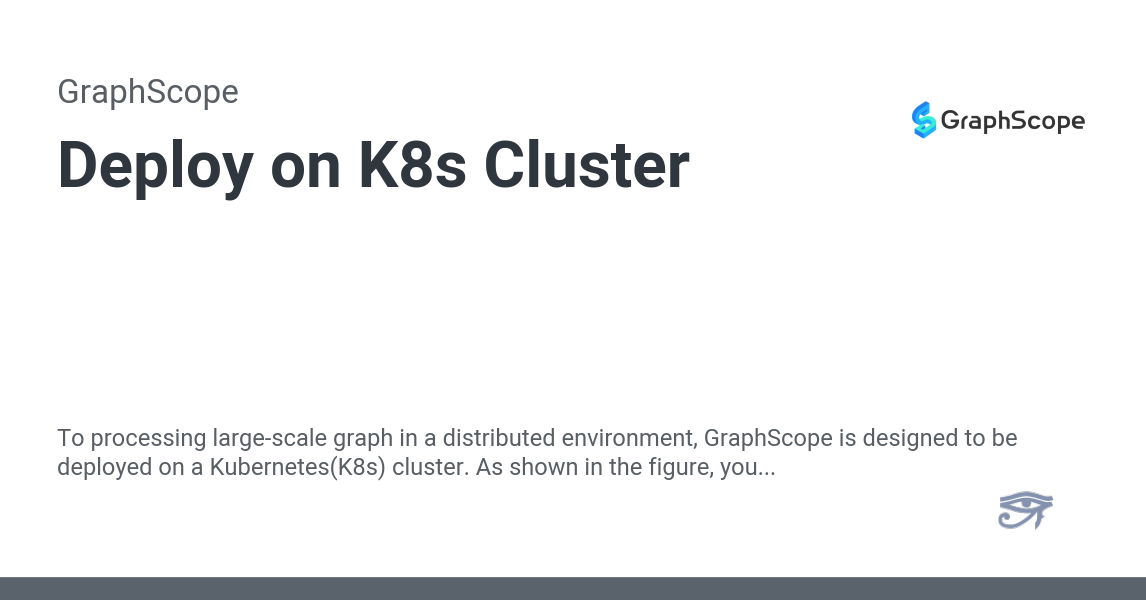 GraphScope
GraphScope
Deploy on K8s Cluster
To processing large-scale graph in a distributed environment, GraphScope is designed to be
deployed on a Kubernetes(K8s) cluster. As shown in the figure, you...